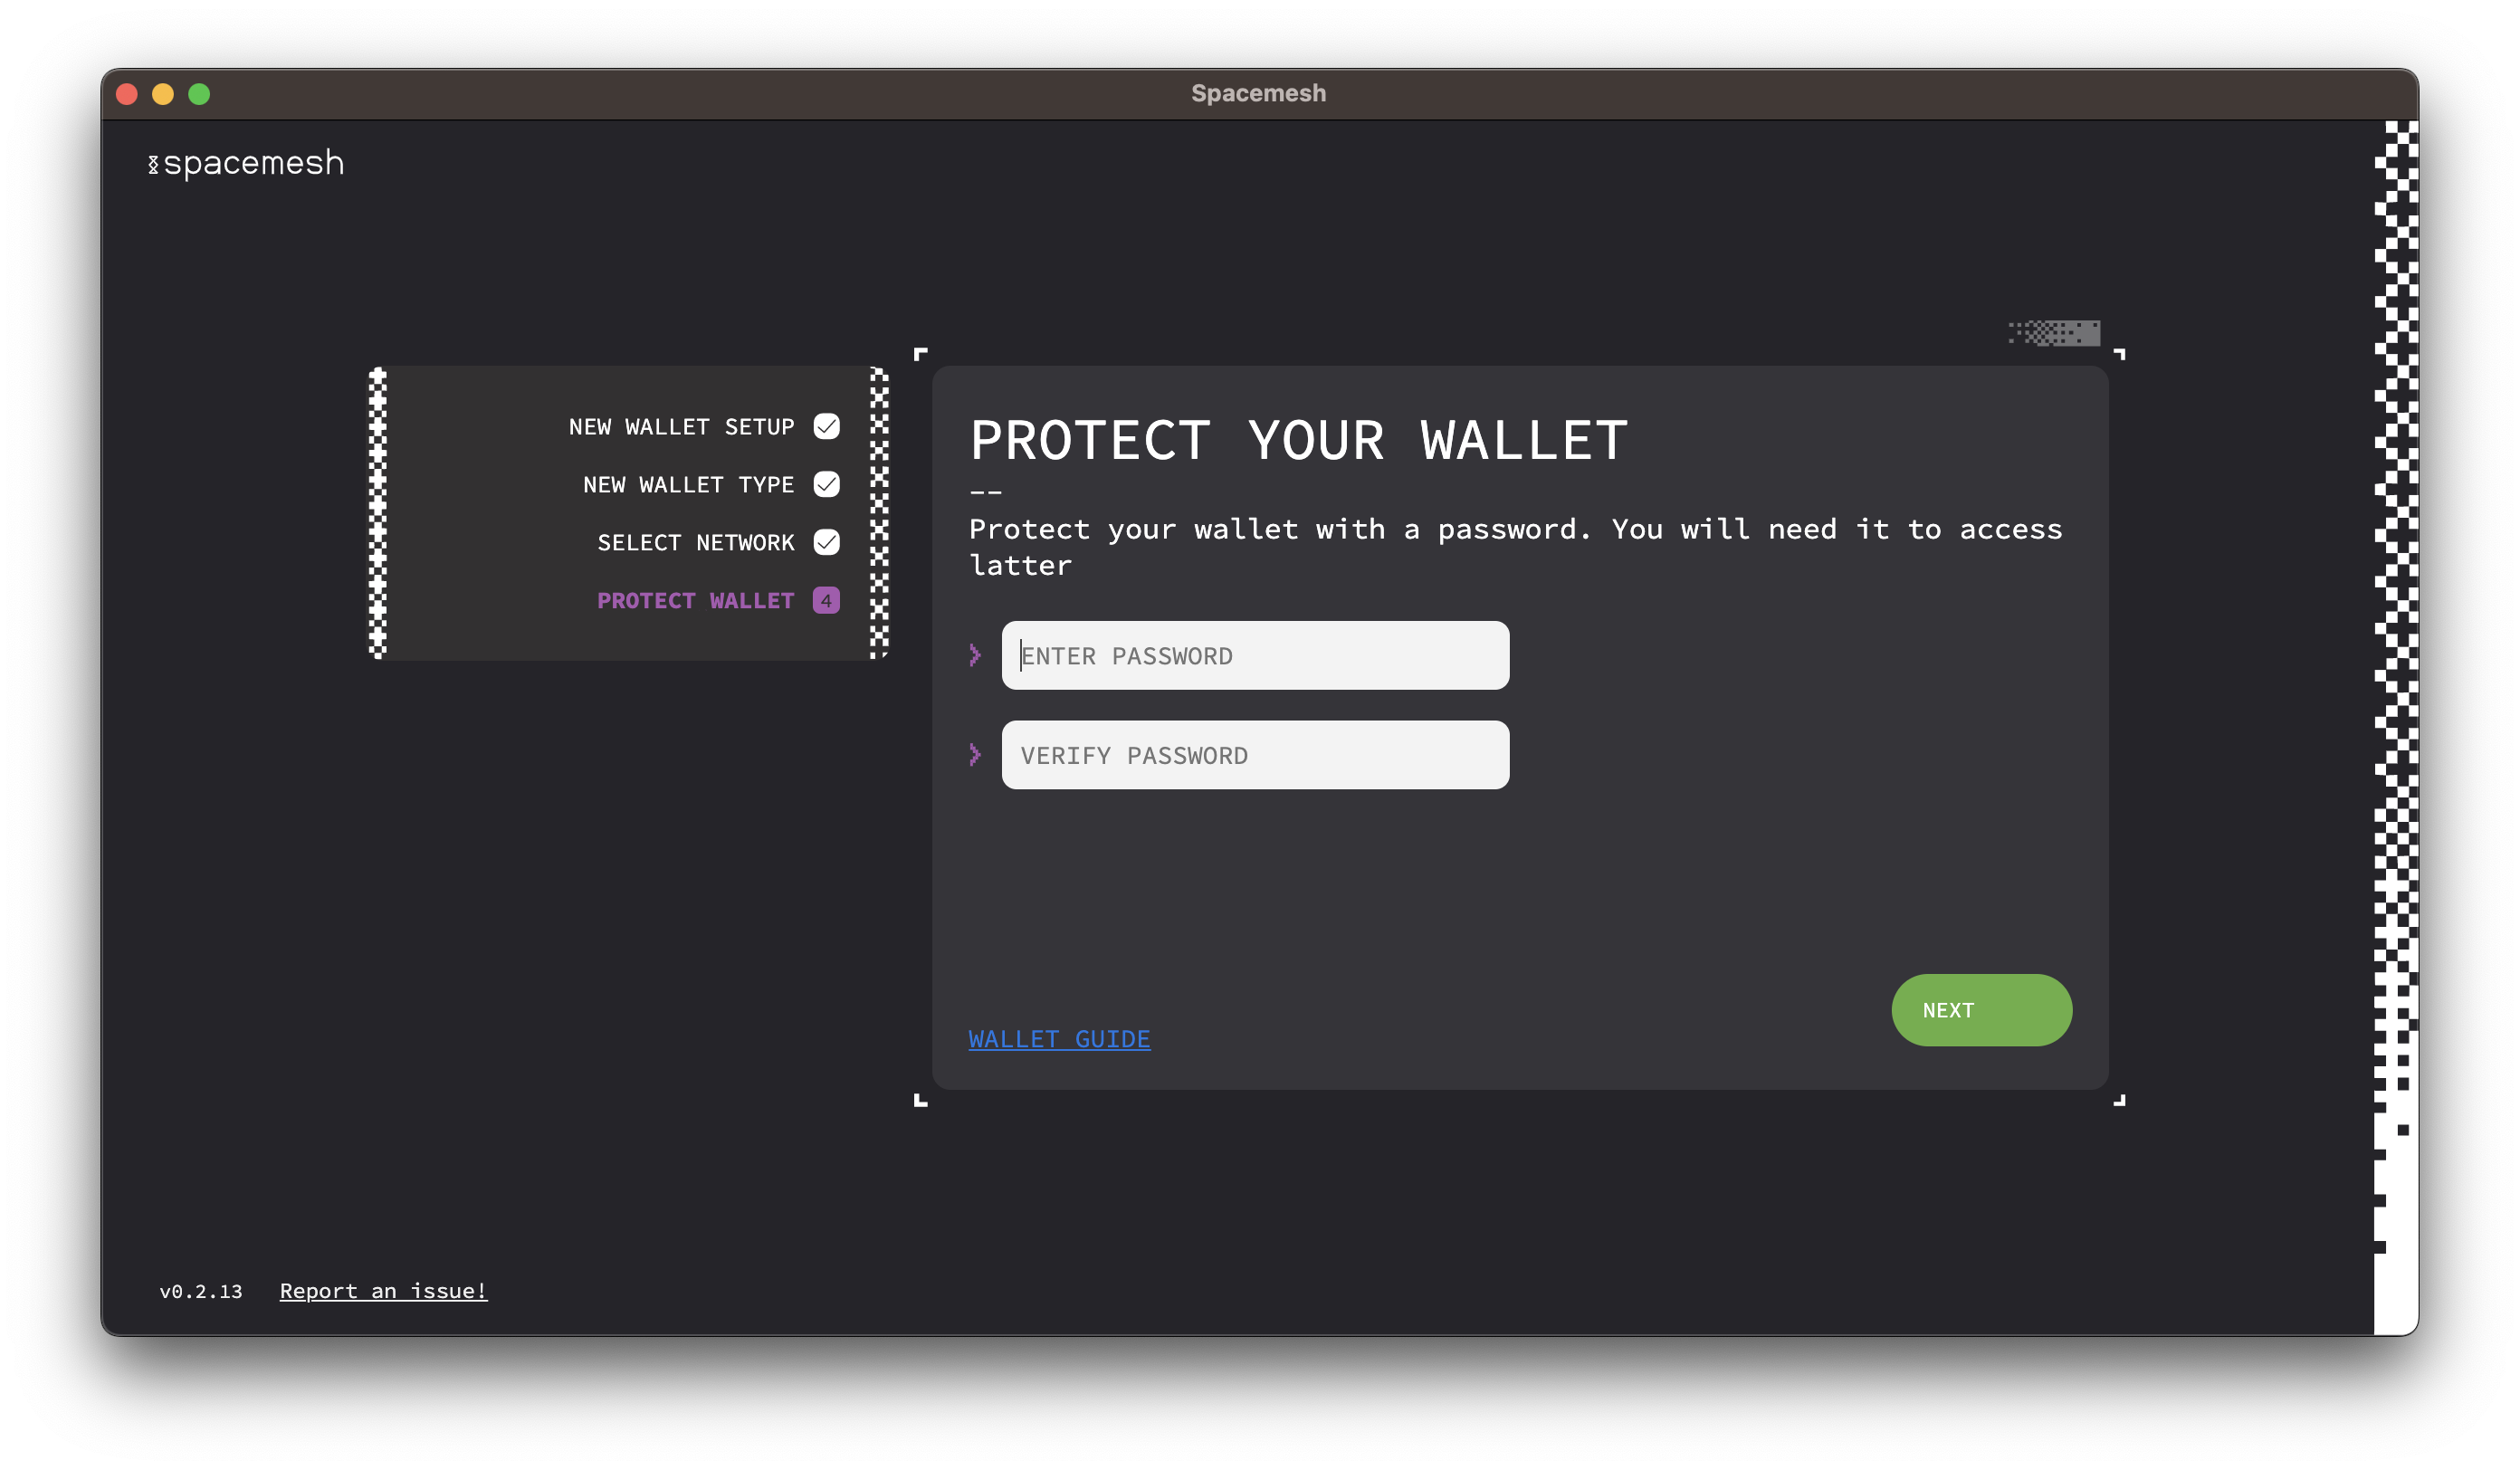 Spacemesh
spacemesh
NEW WALLET SETUP
NEW WALLET TYPE
SELECT NETWORK
PROTECT WALLET 4
PROTECT YOUR WALLET
--
Protect your wallet with a password. You will need it to access
latter
ENTER PASSWORD
VERIFY PASSWORD
WALLET GUIDE
NEXT
v0.2.13 Report an issue!